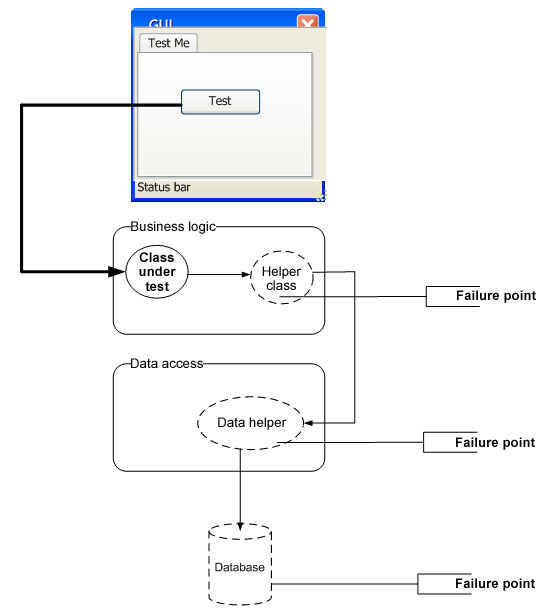 GUI
Test Me
Test
Status bar
Business logic
Class
under
test
Helper
class
Failure point
Data access
Data helper
Failure point
Database
Failure point